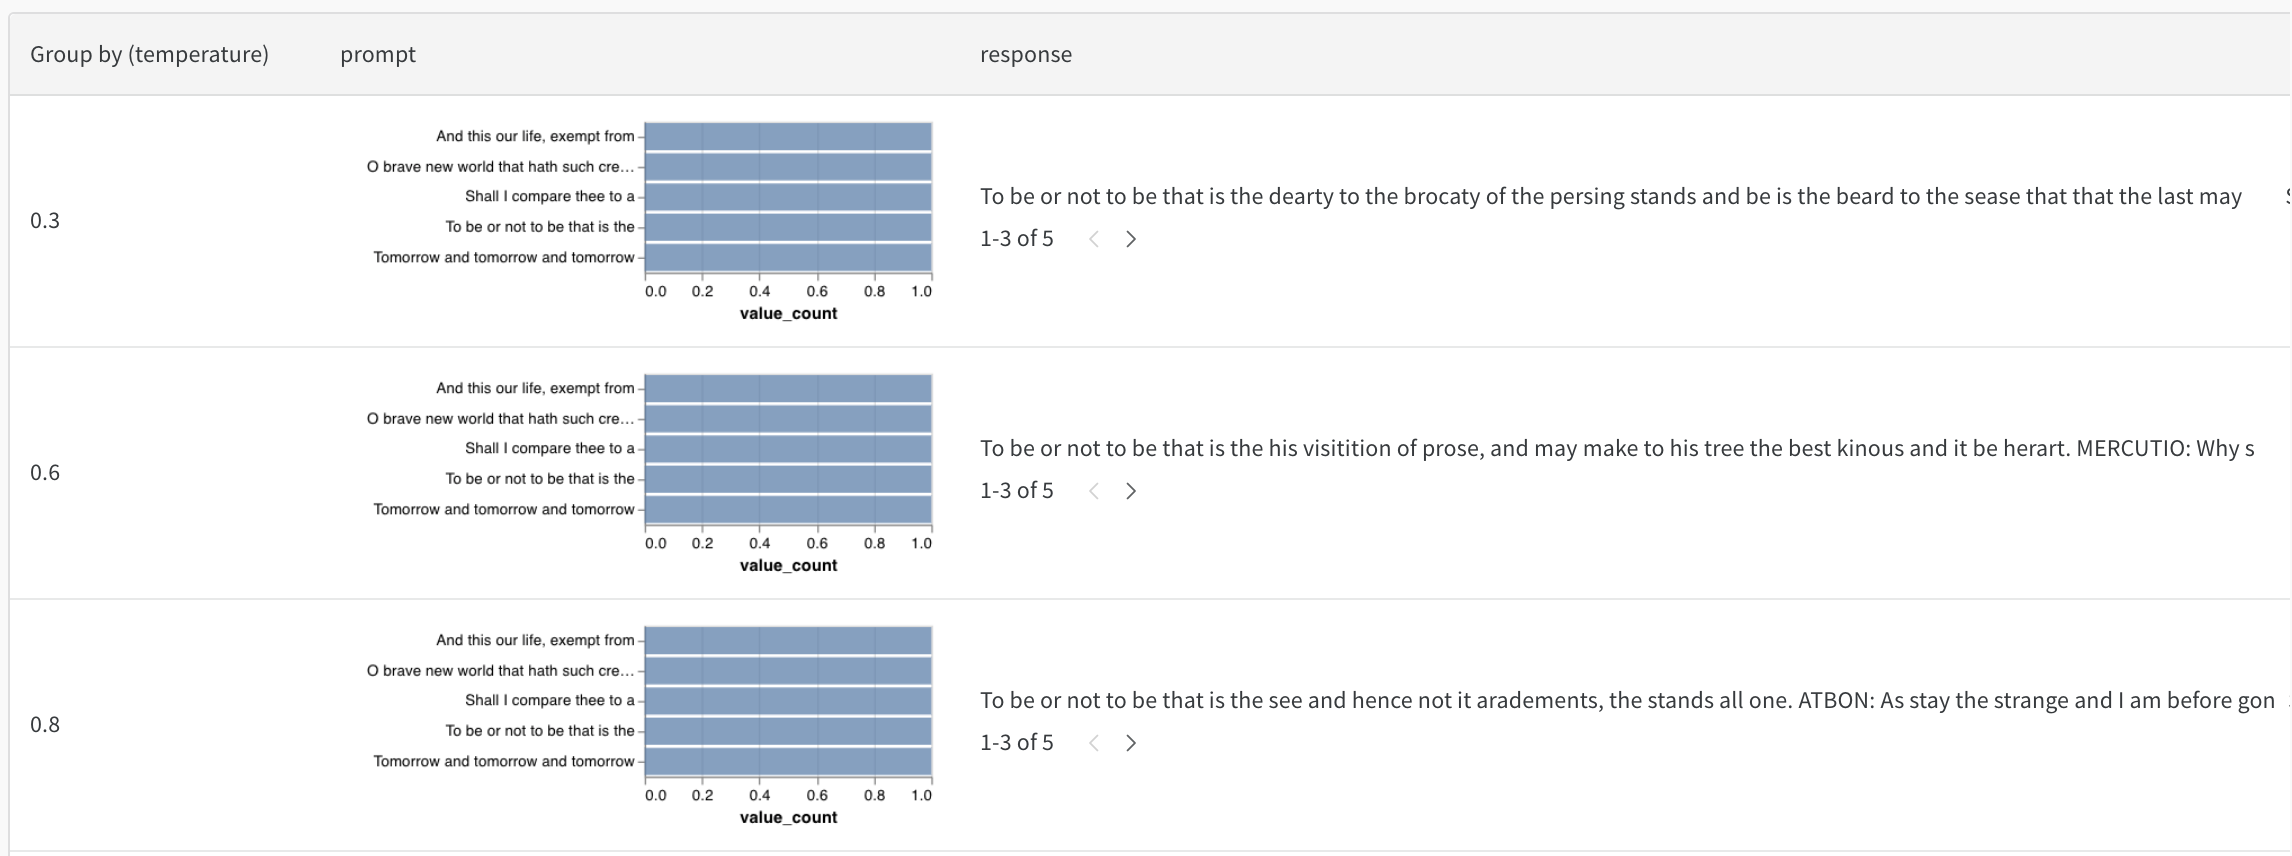 Group by (temperature) prompt response
0.3
And this our life, exempt from
O brave new world that hath such cre...
Shall I compare thee to a
To be or not to be that is the
Tomorrow and tomorrow and tomorrow
0.0 0.2 0.4 0.6 0.8 1.0
value_count
To be or not to be that is the dearty to the brocaty of the persing stands and be is the beard to the sease that that the last may
1-3 of 5
0.6
And this our life, exempt from
O brave new world that hath such cre...
Shall I compare thee to a
To be or not to be that is the
Tomorrow and tomorrow and tomorrow
0.0 0.2 0.4 0.6 0.8 1.0
value_count
To be or not to be that is the his visitition of prose, and may make to his tree the best kinous and it be herart. MERCUTIO: Why s
1-3 of 5
0.8
And this our life, exempt from
O brave new world that hath such cre...
Shall I compare thee to a
To be or not to be that is the
Tomorrow and tomorrow and tomorrow
0.0 0.2 0.4 0.6 0.8 1.0
value_count
To be or not to be that is the see and hence not it aradements, the stands all one. ATBON: As stay the strange and I am before gon
1-3 of 5